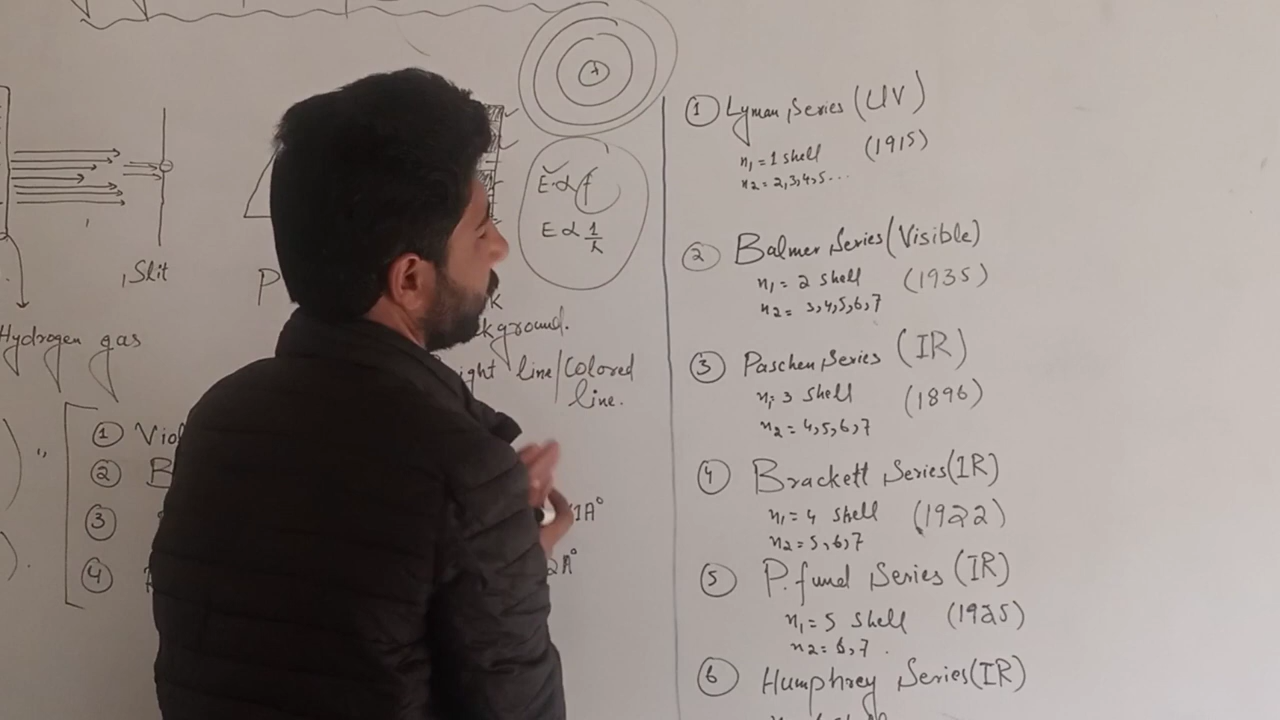 , Slit
P
Hydrogen gas
E α f
E α 1/λ
k
kground.
ight line/Colored
line.
① Viol
② B
③
④
1A°
2A°
① Lyman Series (UV)
n₁ = 1 shell (1915)
n₂ = 2,3,4,5...
② Balmer Series (Visible)
n₁ = 2 shell (1935)
n₂ = 3,4,5,6,7
③ Paschen Series (IR)
n₁= 3 shell (1896)
n₂ = 4,5,6,7
④ Brackett Series (IR)
n₁ = 4 shell (1922)
n₂ = 5,6,7
⑤ P.fund Series (IR)
n₁ = 5 shell (1925)
n₂ = 6,7.
⑥ Humphrey Series (IR)